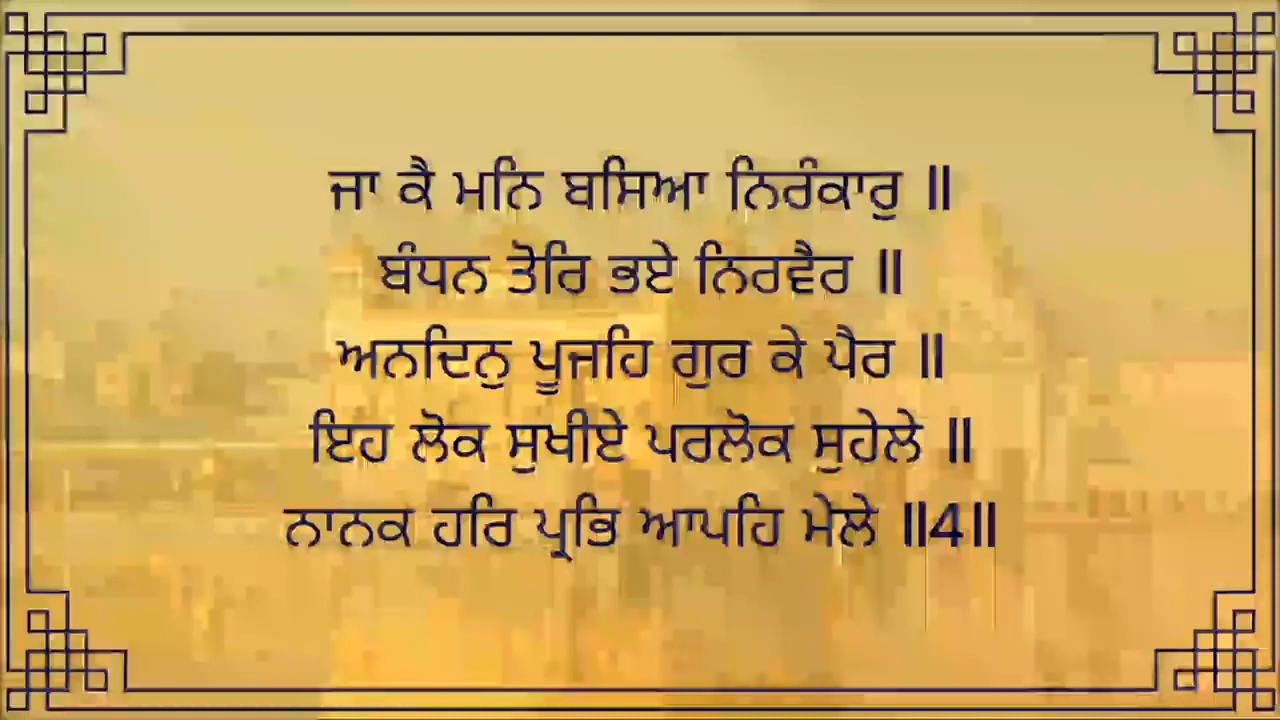 ਜਾ ਕੈ ਮਨਿ ਬਸਿਆ ਨਿਰੰਕਾਰੁ ॥
ਬੰਧਨ ਤੋਰਿ ਭਏ ਨਿਰਵੈਰ ॥
ਅਨਦਿਨੁ ਪੂਜਹਿ ਗੁਰ ਕੇ ਪੈਰ ॥
ਇਹ ਲੋਕ ਸੁਖੀਏ ਪਰਲੋਕ ਸੁਹੇਲੇ ॥
ਨਾਨਕ ਹਰਿ ਪ੍ਰਭਿ ਆਪਹਿ ਮੇਲੇ ॥4॥